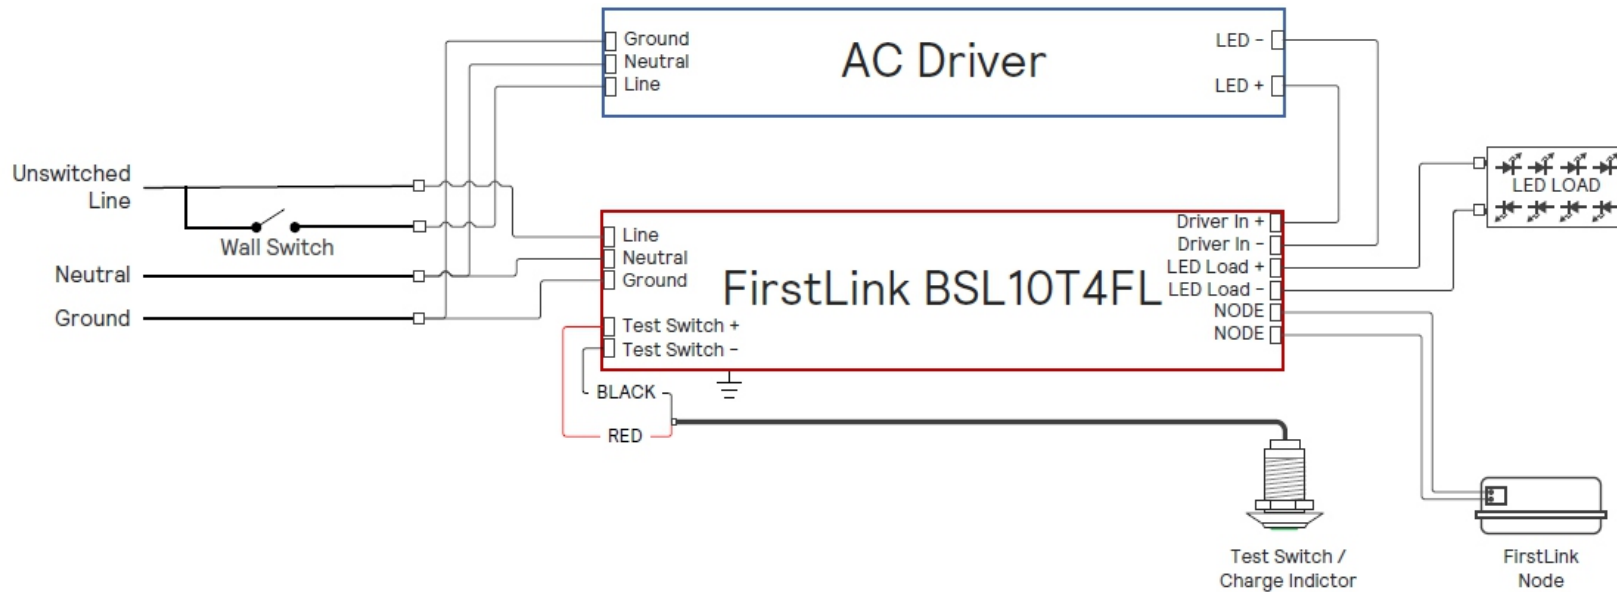 Ground
Neutral
Line
AC Driver
LED -
LED +
Unswitched
Line
Wall Switch
Neutral
Ground
Line
Neutral
Ground
Test Switch +
Test Switch -
FirstLink BSL10T4FL
Driver In +
Driver In -
LED Load +
LED Load -
NODE
NODE
LED LOAD
BLACK
RED
Test Switch /
Charge Indictor
FirstLink
Node